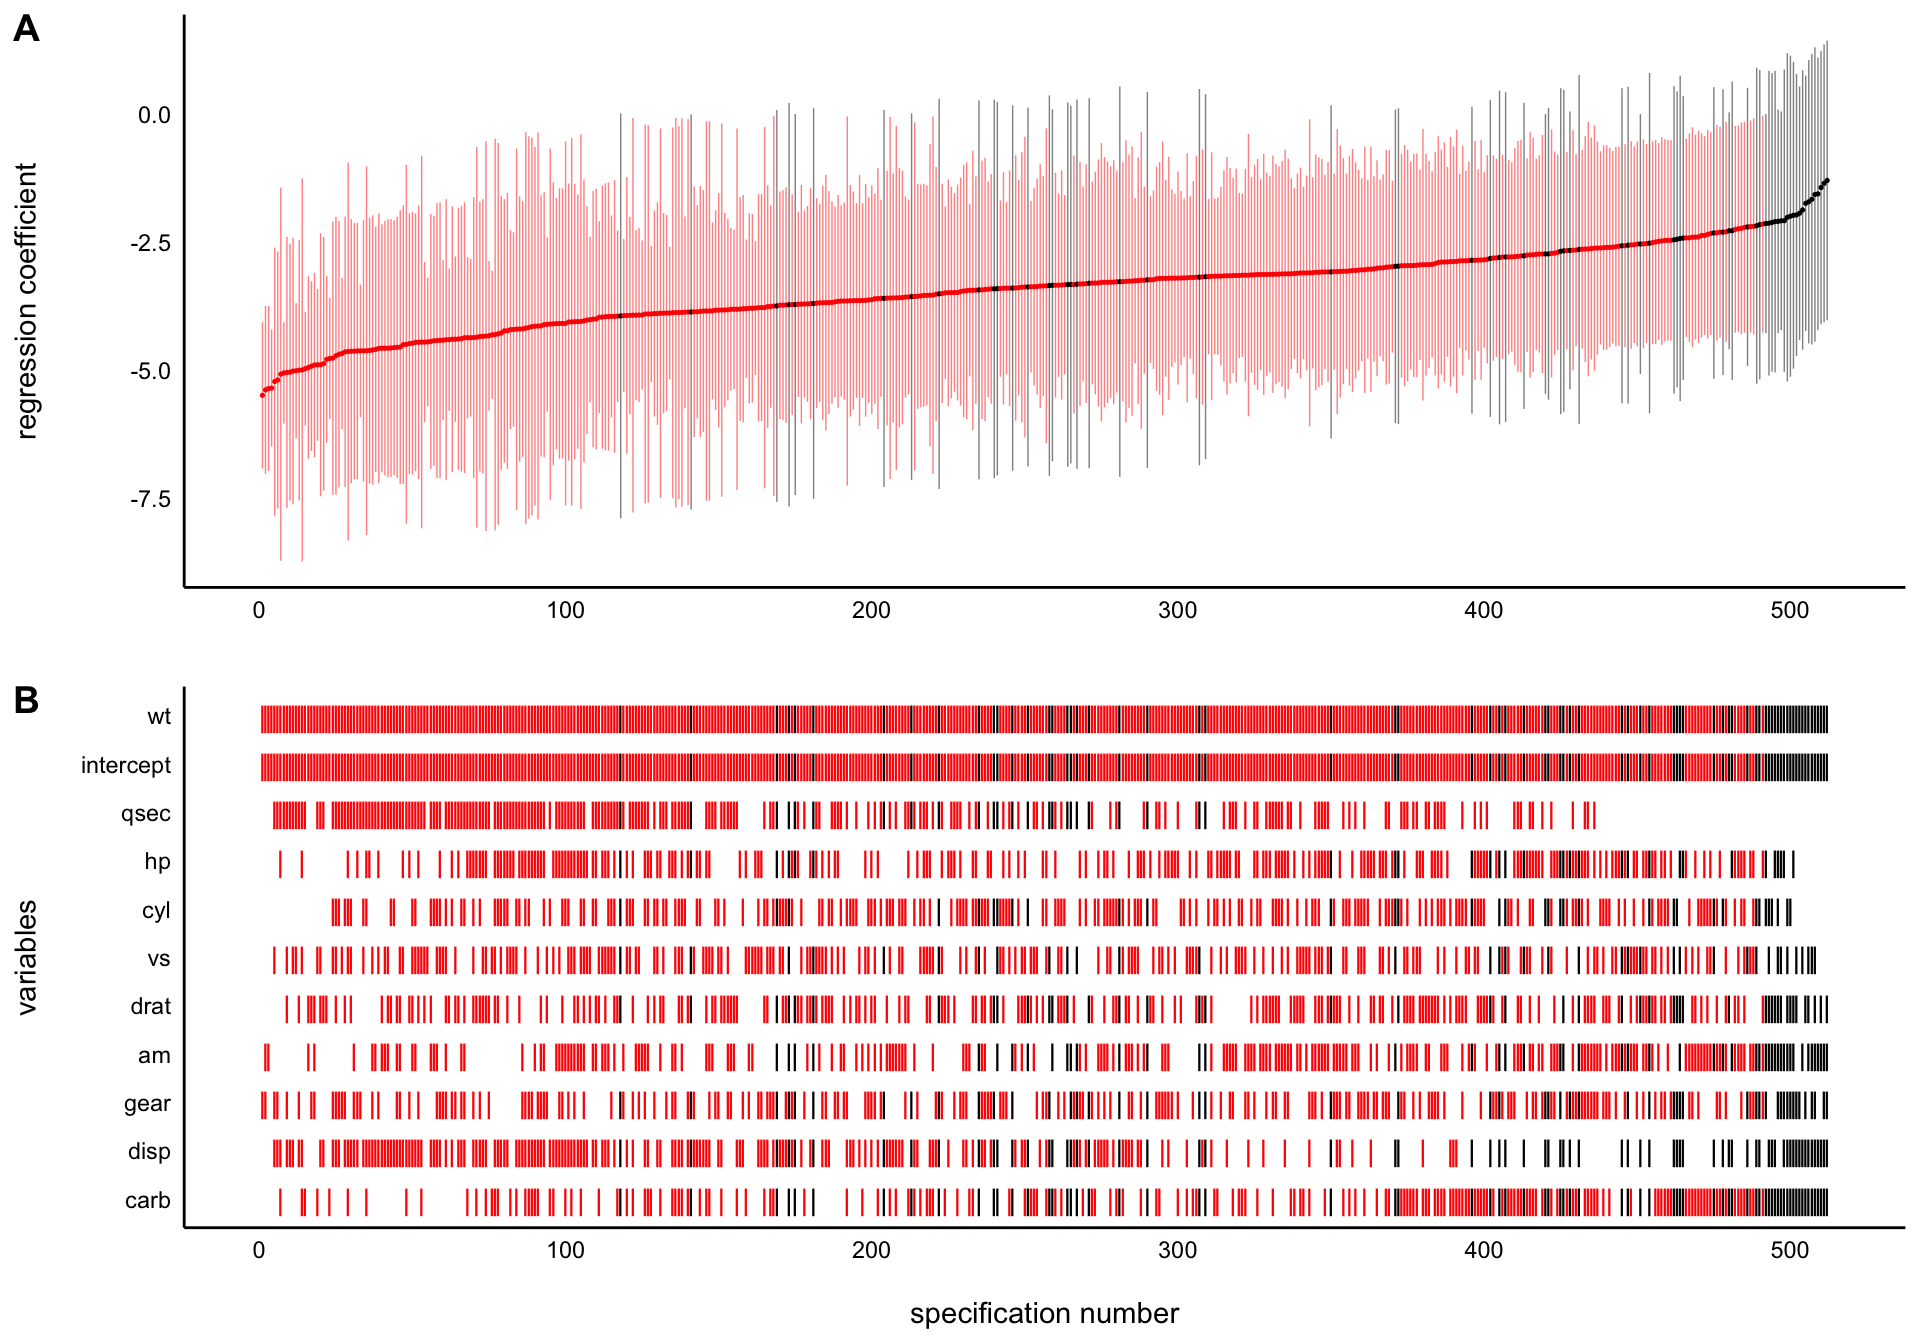 A
regression coefficient
0.0
-2.5
-5.0
-7.5
0 100 200 300 400 500
B
variables
wt
intercept
qsec
hp
cyl
vs
drat
am
gear
disp
carb
0 100 200 300 400 500
specification number